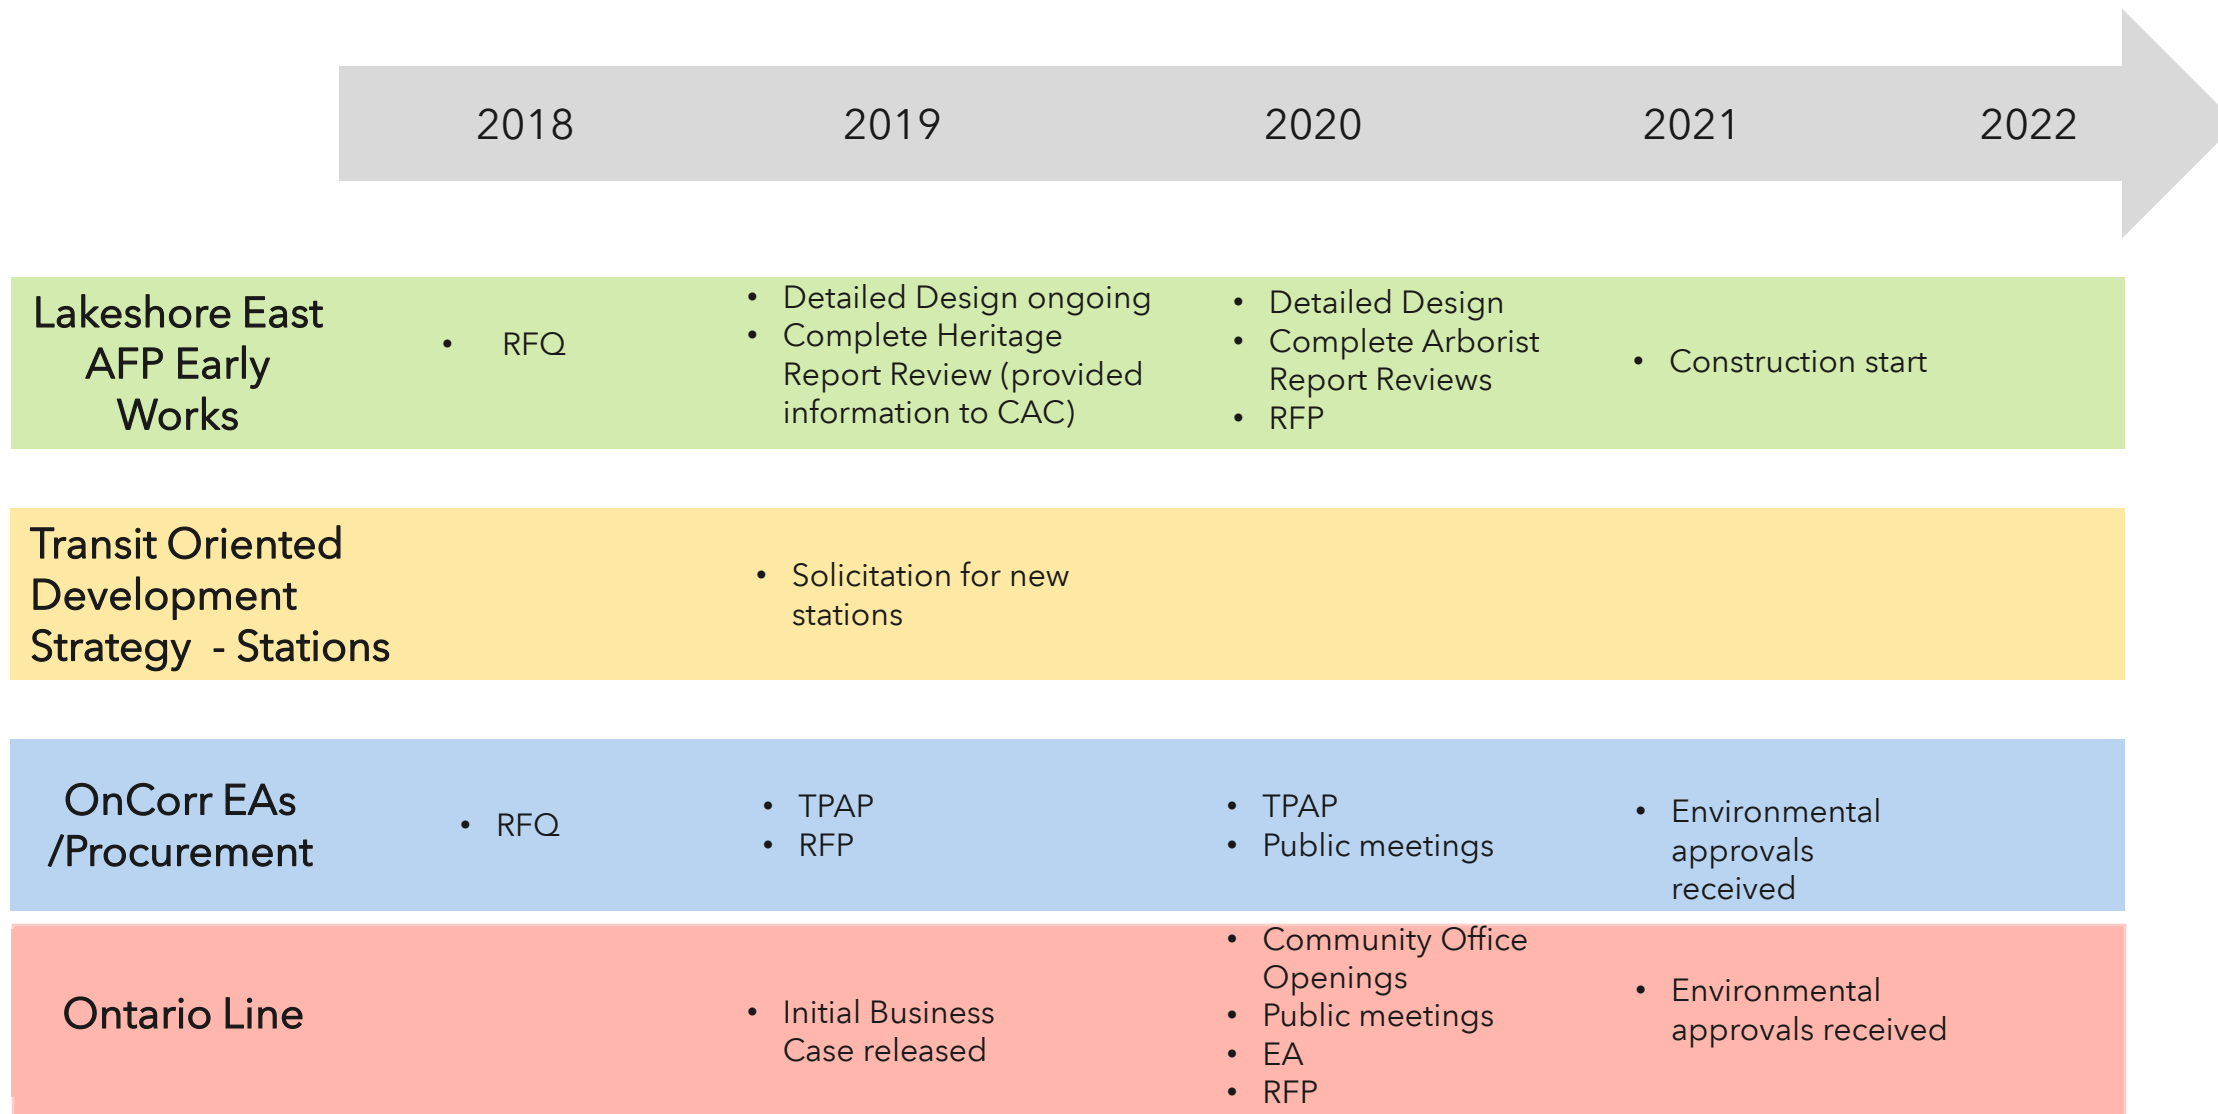 2018 2019 2020 2021 2022
Lakeshore East
AFP Early
Works
• RFQ
• Detailed Design ongoing
• Complete Heritage
Report Review (provided
information to CAC)
• Detailed Design
• Complete Arborist
Report Reviews
• RFP
• Construction start
Transit Oriented
Development
Strategy - Stations
• Solicitation for new
stations
OnCorr EAs
/Procurement
• RFQ
• TPAP
• RFP
• TPAP
• Public meetings
• Environmental
approvals
received
Ontario Line
• Initial Business
Case released
• Community Office
Openings
• Public meetings
• EA
• RFP
• Environmental
approvals received